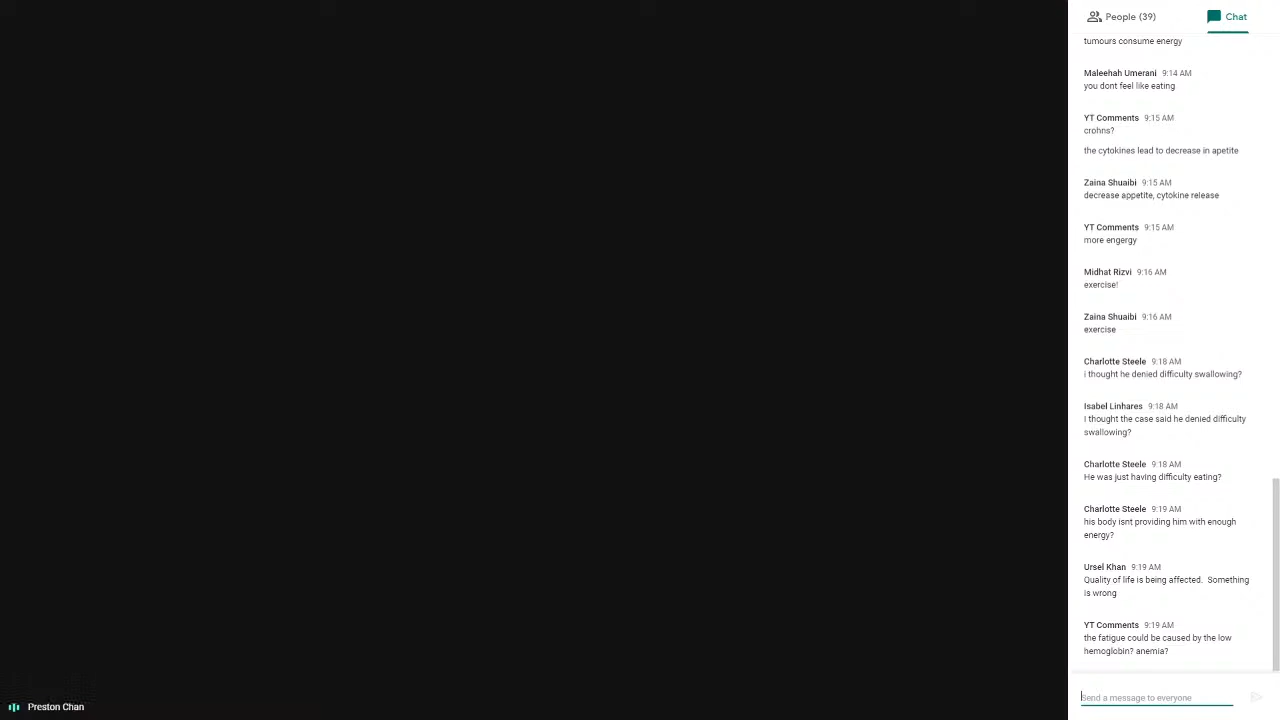 People (39)
Chat
tumours consume energy
Maleehah Umerani 9:14 AM
you dont feel like eating
YT Comments 9:15 AM
crohns?
the cytokines lead to decrease in apetite
Zaina Shuaibi 9:15 AM
decrease appetite, cytokine release
YT Comments 9:15 AM
more engergy
Midhat Rizvi 9:16 AM
exercise!
Zaina Shuaibi 9:16 AM
exercise
Charlotte Steele 9:18 AM
i thought he denied difficulty swallowing?
Isabel Linhares 9:18 AM
I thought the case said he denied difficulty
swallowing?
Charlotte Steele 9:18 AM
He was just having difficulty eating?
Charlotte Steele 9:19 AM
his body isnt providing him with enough
energy?
Ursel Khan 9:19 AM
Quality of life is being affected. Something
is wrong
YT Comments 9:19 AM
the fatigue could be caused by the low
hemoglobin? anemia?
Send a message to everyone
Preston Chan